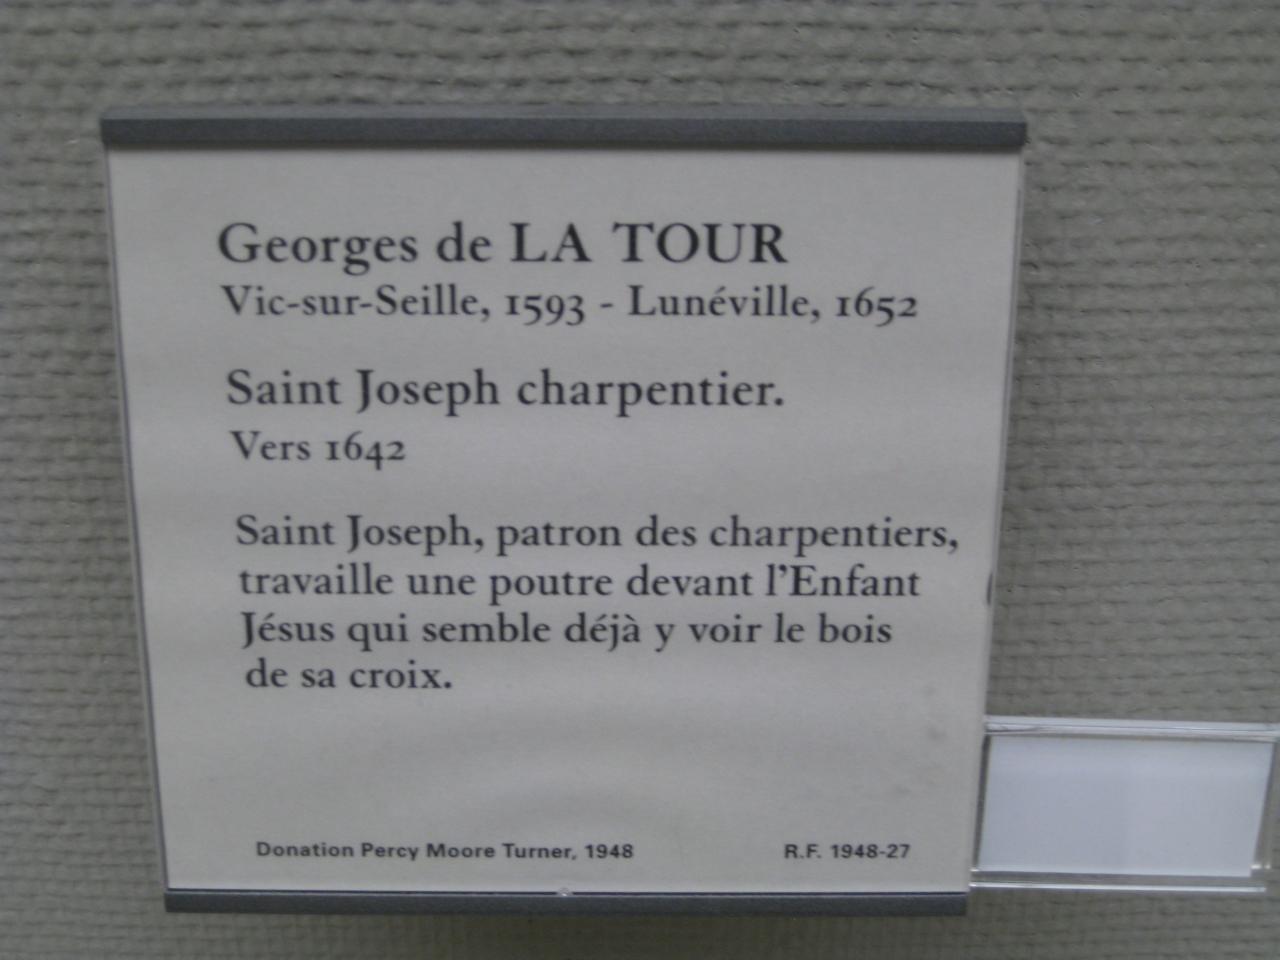 Georges de LA TOUR
Vic-sur-Seille, 1593 - Lunéville, 1652
Saint Joseph charpentier.
Vers 1642
Saint Joseph, patron des charpentiers,
travaille une poutre devant l'Enfant
Jésus qui semble déjà y voir le bois
de sa croix.
Donation Percy Moore Turner, 1948 R.F. 1948-27